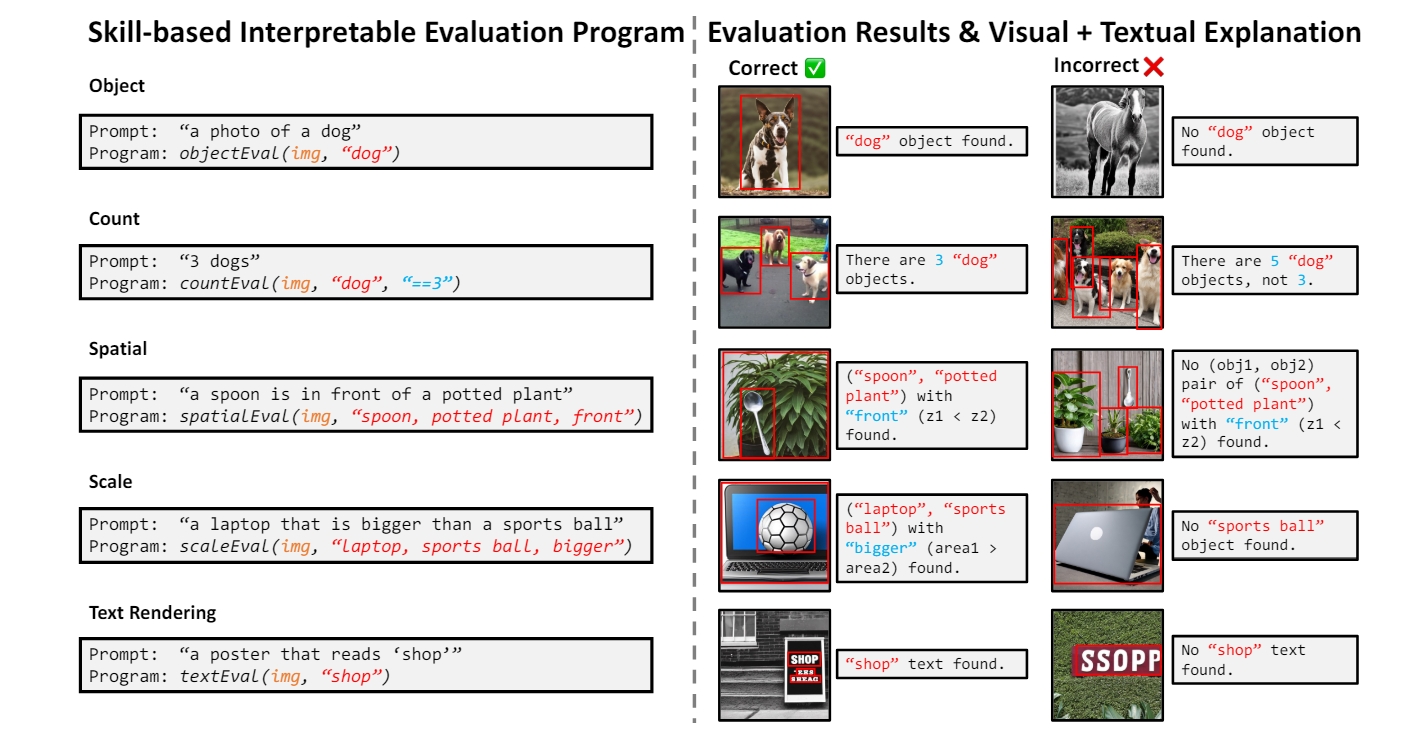 Skill-based Interpretable Evaluation Program
Evaluation Results & Visual + Textual Explanation
Correct
Incorrect
Object
Prompt: “a photo of a dog”
Program: objectEval(img, “dog”)
“dog” object found.
No “dog” object
found.
Count
Prompt: “3 dogs”
Program: countEval(img, “dog”, “==3”)
There are 3 “dog”
objects.
There are 5 “dog”
objects, not 3.
Spatial
Prompt: “a spoon is in front of a potted plant”
Program: spatialEval(img, “spoon, potted plant, front”)
(“spoon”, “potted
plant”) with
“front” (z1 < z2)
found.
No (obj1, obj2)
pair of (“spoon”,
“potted plant”)
with “front” (z1 <
z2) found.
Scale
Prompt: “a laptop that is bigger than a sports ball”
Program: scaleEval(img, “laptop, sports ball, bigger”)
(“laptop”, “sports
ball”) with
“bigger” (area1 >
area2) found.
No “sports ball”
object found.
Text Rendering
Prompt: “a poster that reads ‘shop’”
Program: textEval(img, “shop”)
SHOP
“shop” text found.
SSOPP
No “shop” text
found.